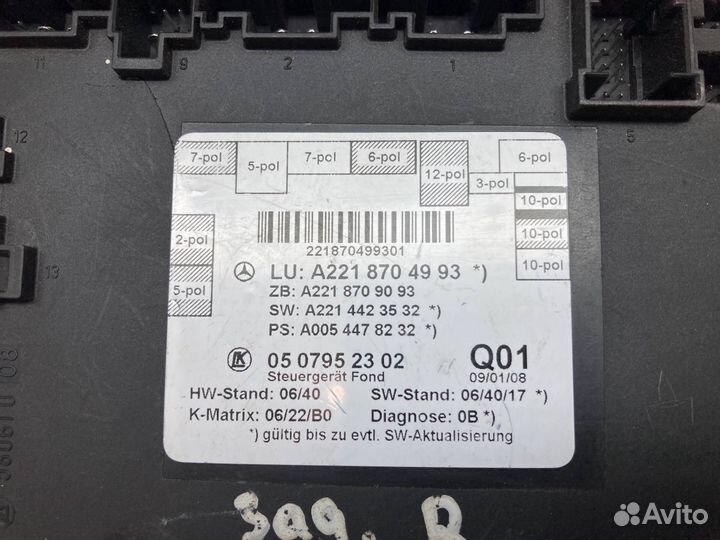 11
9
2
1
5
12
13
7-pol
5-pol
7-pol
6-pol
12-pol
3-pol
6-pol
10-pol
10-pol
10-pol
2-pol
5-pol
221870499301
LU: A221 870 49 93 *)
ZB: A221 870 90 93
SW: A221 442 35 32 *)
PS: A005 447 82 32 *)
LK 05 0795 23 02 Q01
Steuergerät Fond 09/01/08
HW-Stand: 06/40 SW-Stand: 06/40/17 *)
K-Matrix: 06/22/B0 Diagnose: 0B *)
*) gültig bis zu evtl. SW-Aktualisierung
Avito